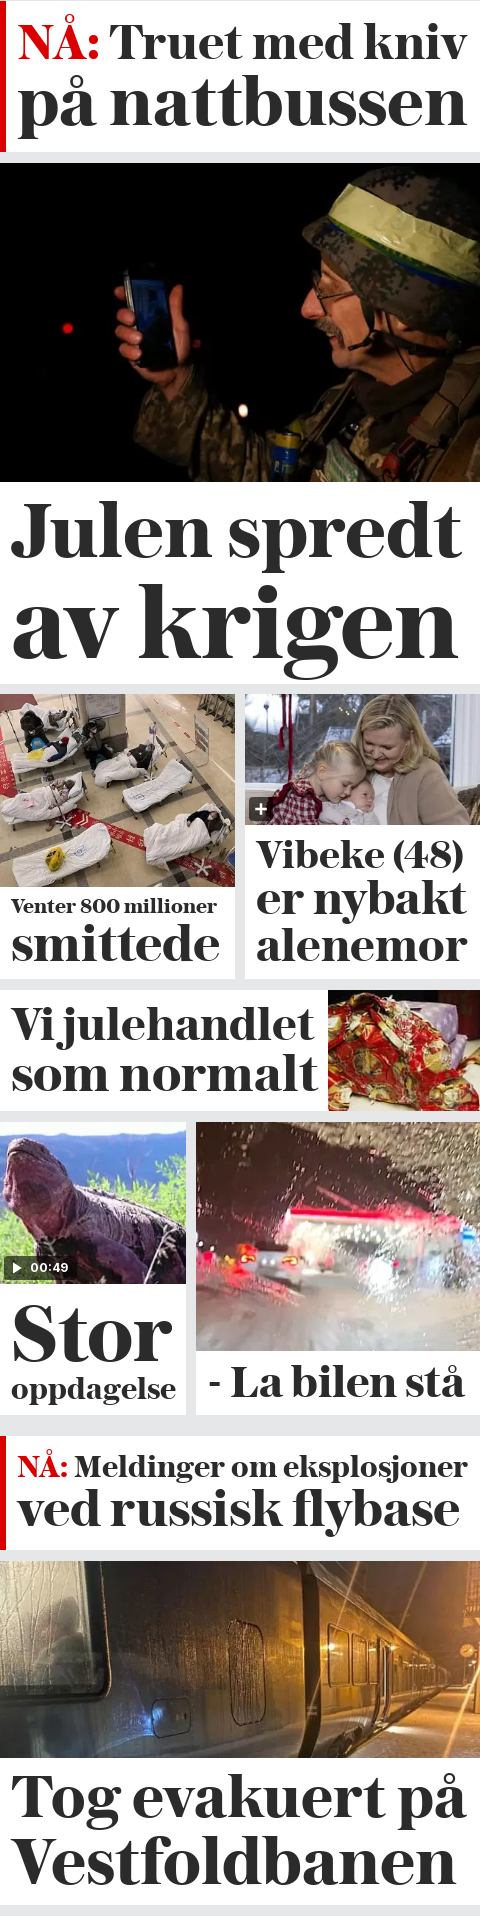 NÅ: Truet med kniv
på nattbussen
Julen spredt
av krigen
Venter 800 millioner
smittede
Vibeke (48)
er nybakt
alenemor
Vi julehandlet
som normalt
00:49
Stor
oppdagelse
- La bilen stå
NÅ: Meldinger om eksplosjoner
ved russisk flybase
Tog evakuert på
Vestfoldbanen